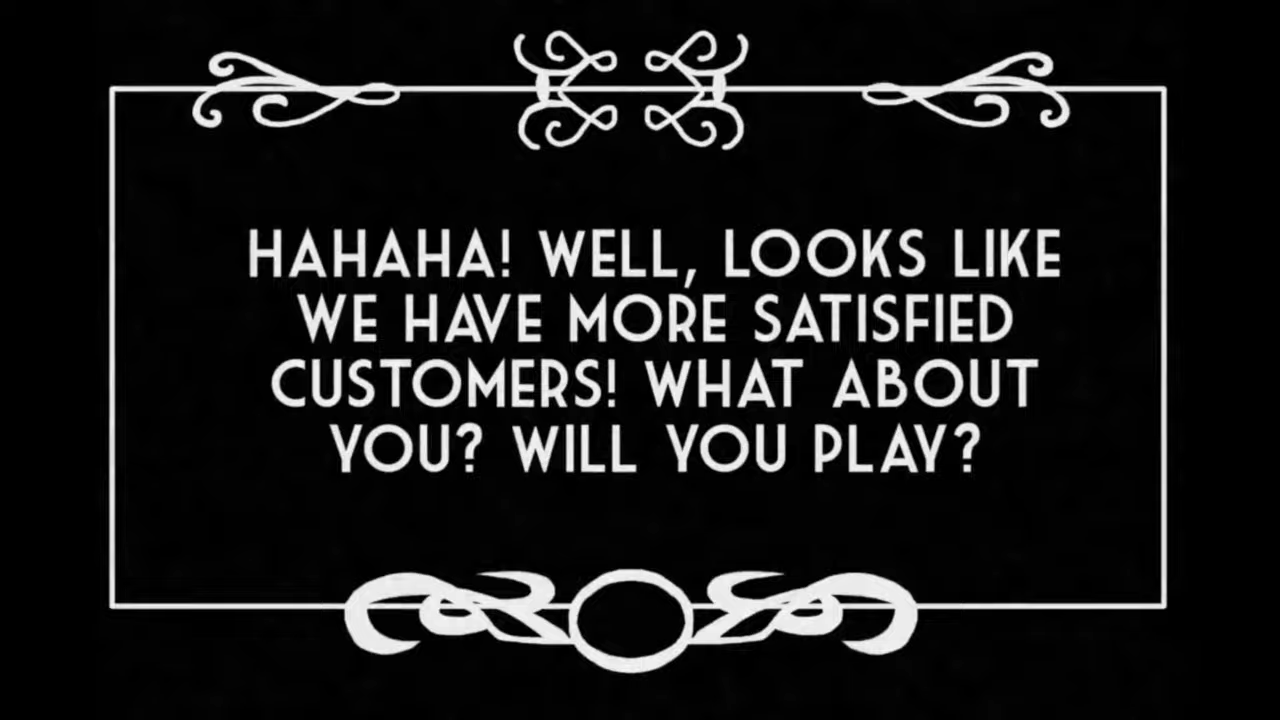 HAHAHA! WELL, LOOKS LIKE
WE HAVE MORE SATISFIED
CUSTOMERS! WHAT ABOUT
YOU? WILL YOU PLAY?